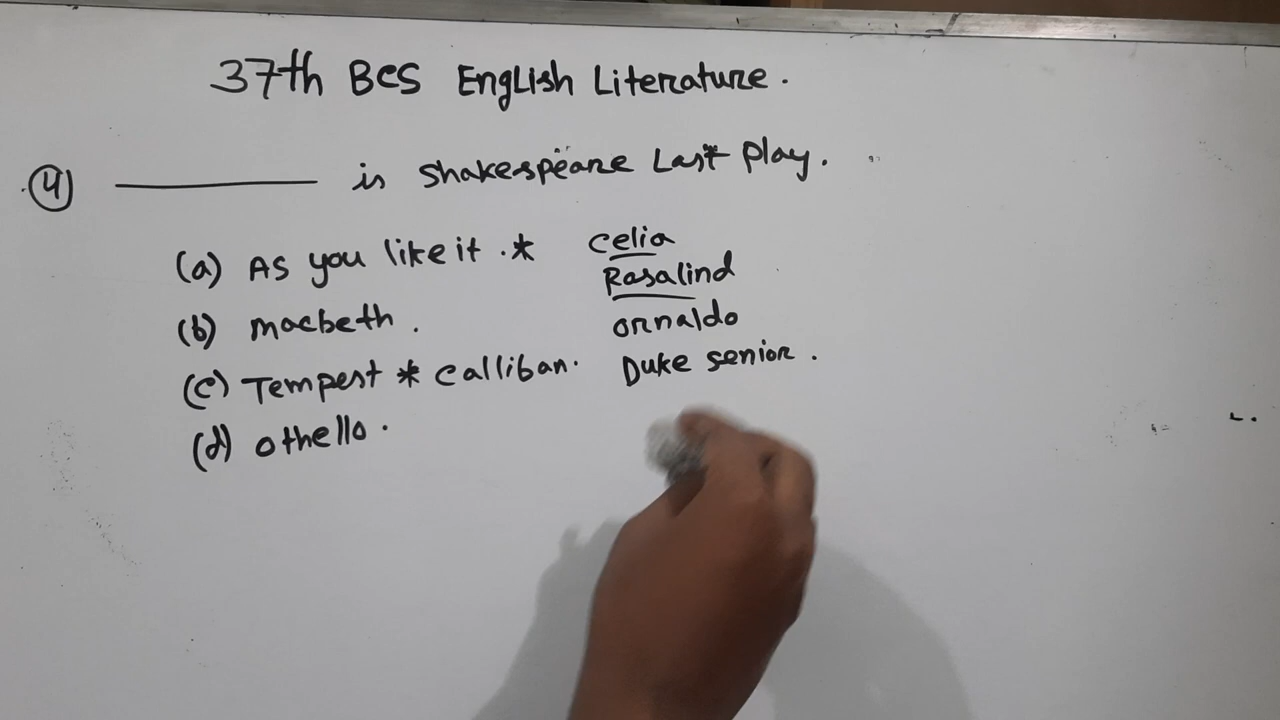 37th BCS English Literature.
4 ________ is Shakespeare Last Play.
(a) As you like it . *
(b) macbeth .
(c) Tempest * calliban.
(d) othello .
celia
Rosalind
ornaldo
Duke senior .